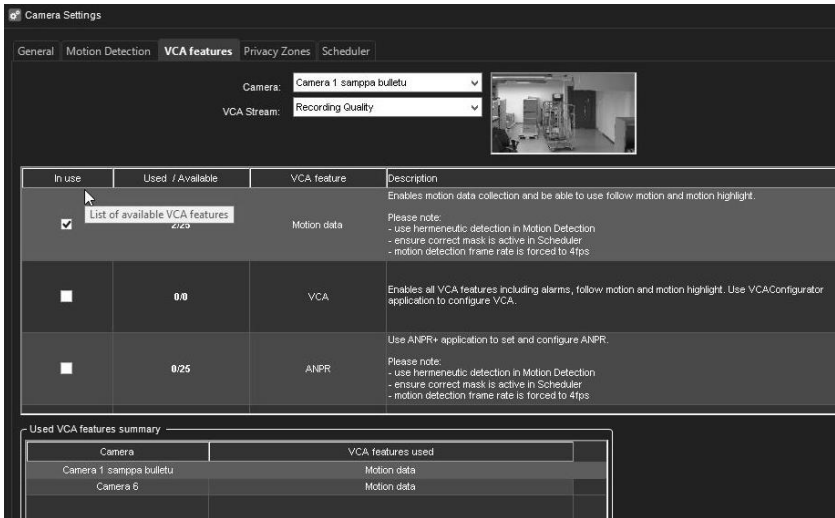 Camera Settings
General Motion Detection VCA features Privacy Zones Scheduler
Camera: Camera 1 samppa bulletu
VCA Stream: Recording Quality
In use Used / Available VCA feature Description
Enables motion data collection and be able to use follow motion and motion highlight.
Please note:
- use hermeneutic detection in Motion Detection
- ensure correct mask is active in Scheduler
- motion detection frame rate is forced to 4fps
List of available VCA features
2/25 Motion data
0/0 VCA
Enables all VCA features including alarms, follow motion and motion highlight. Use VCAConfigurator
application to configure VCA.
Use ANPR+ application to set and configure ANPR.
Please note:
- use hermeneutic detection in Motion Detection
- ensure correct mask is active in Scheduler
- motion detection frame rate is forced to 4fps
0/25 ANPR
Used VCA features summary
Camera VCA features used
Camera 1 samppa bulletu Motion data
Camera 6 Motion data